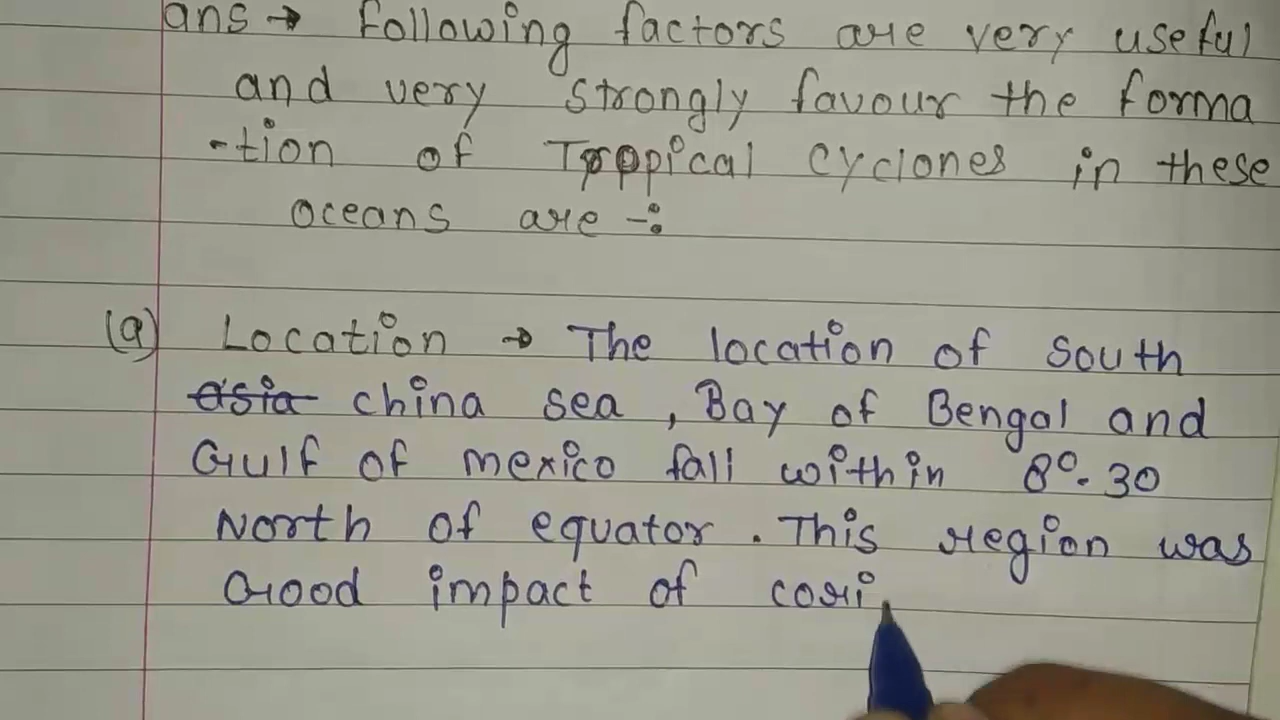 ans → Following factors are very useful
and very strongly favour the forma
-tion of Tropical cyclones in these
oceans are -:
(a) Location → The location of south
asia china sea , Bay of Bengal and
Gulf of mexico fall within 8°-30
North of equator . This region was
Good impact of cori